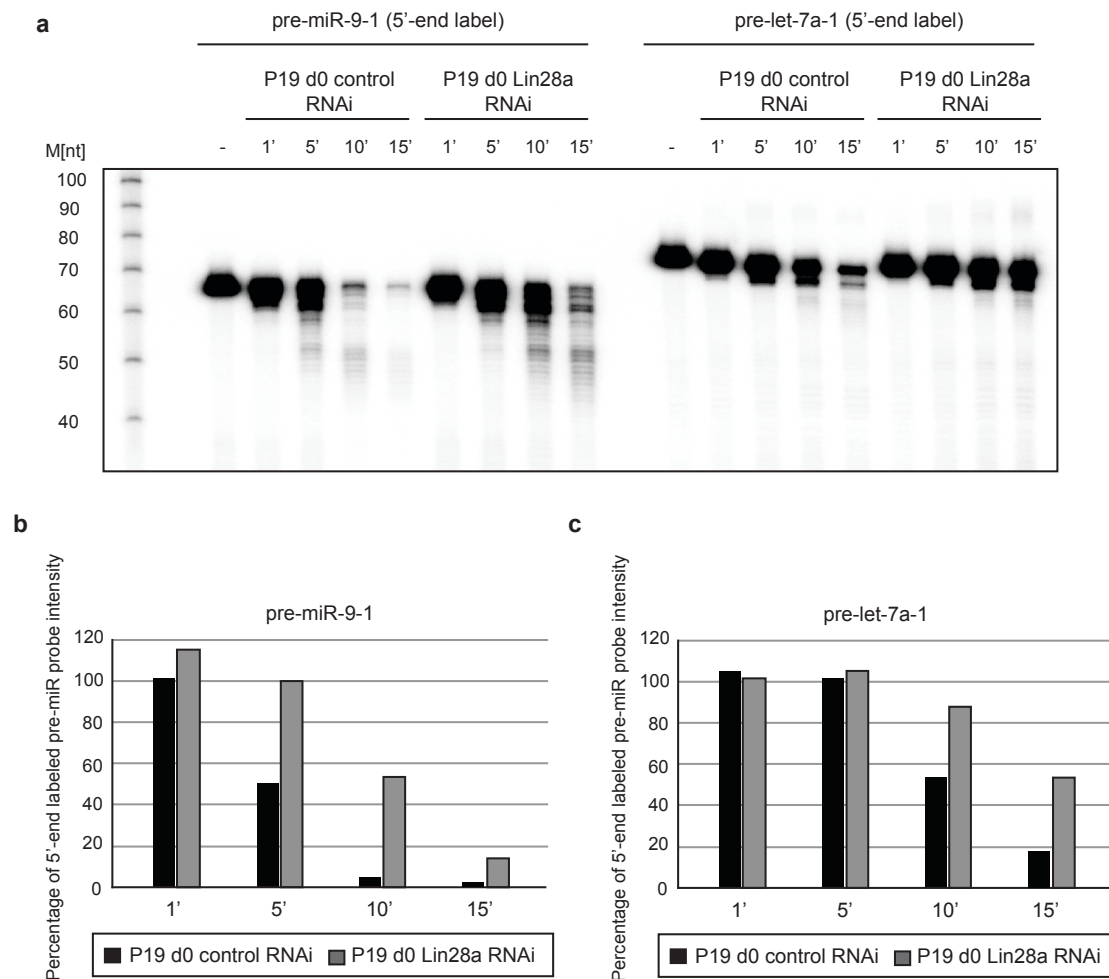 a
pre-miR-9-1 (5’-end label)
pre-let-7a-1 (5’-end label)
P19 d0 control RNAi
P19 d0 Lin28a RNAi
P19 d0 control RNAi
P19 d0 Lin28a RNAi
M[nt]
- 1’ 5’ 10’ 15’ 1’ 5’ 10’ 15’
- 1’ 5’ 10’ 15’ 1’ 5’ 10’ 15’
100
90
80
70
60
50
40
b
Percentage of 5’-end labeled pre-miR probe intensity
pre-miR-9-1
120
100
80
60
40
20
0
1’ 5’ 10’ 15’
P19 d0 control RNAi P19 d0 Lin28a RNAi
c
Percentage of 5’-end labeled pre-miR probe intensity
pre-let-7a-1
120
100
80
60
40
20
0
1’ 5’ 10’ 15’
P19 d0 control RNAi P19 d0 Lin28a RNAi